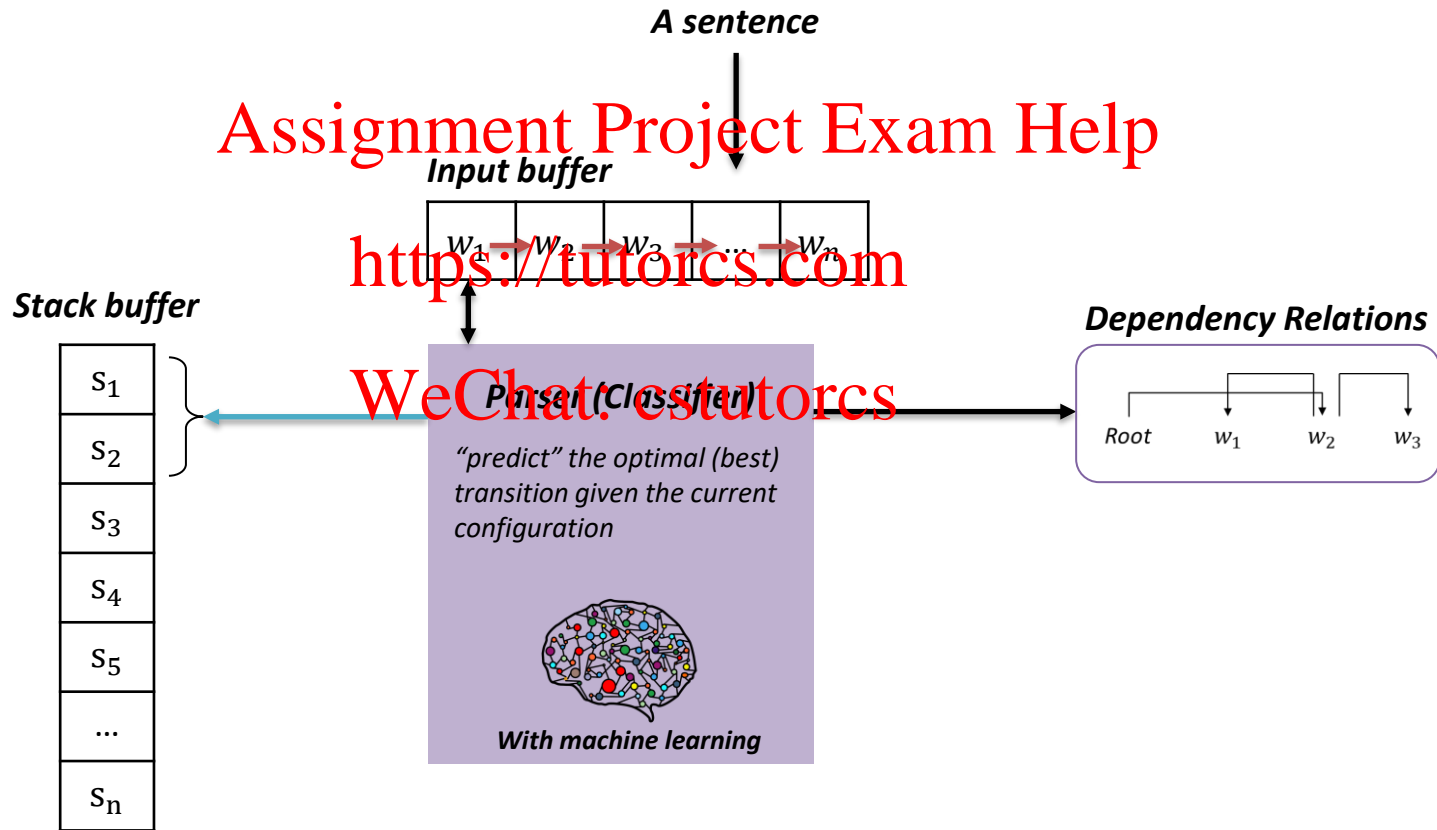 A sentence
Assignment Project Exam Help
Input buffer
w₁ w₂ w₃ ... wₙ
https://tutorcs.com
Stack buffer
Dependency Relations
s₁
s₂
s₃
s₄
s₅
...
sₙ
Parser (Classifier)
WeChat: cstutorcs
“predict” the optimal (best)
transition given the current
configuration
With machine learning
Root w₁ w₂ w₃